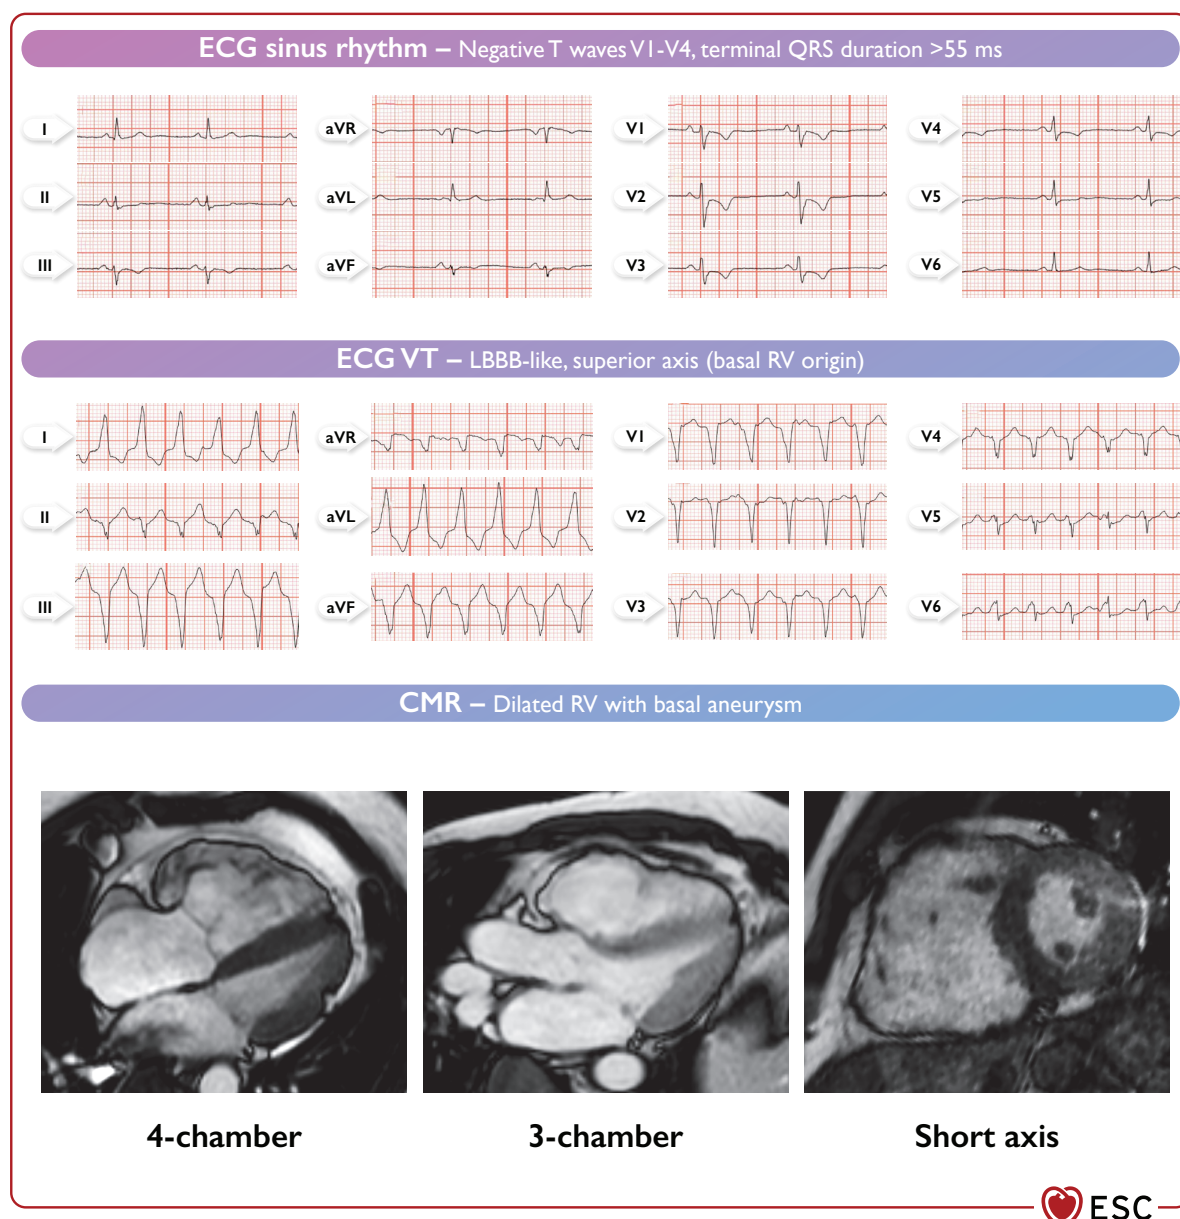 ECG sinus rhythm – Negative T waves V1-V4, terminal QRS duration >55 ms
I
aVR
V1
V4
II
aVL
V2
V5
III
aVF
V3
V6
ECG VT – LBBB-like, superior axis (basal RV origin)
I
aVR
V1
V4
II
aVL
V2
V5
III
aVF
V3
V6
CMR – Dilated RV with basal aneurysm
4-chamber
3-chamber
Short axis
ESC